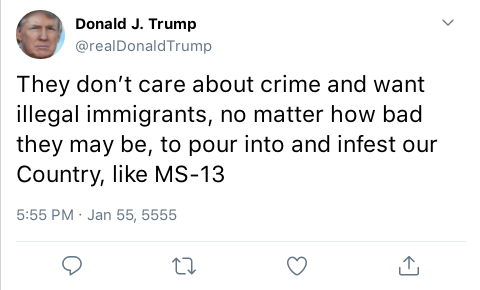 Donald J. Trump
@realDonaldTrump
They don’t care about crime and want
illegal immigrants, no matter how bad
they may be, to pour into and infest our
Country, like MS-13
5:55 PM · Jan 55, 5555